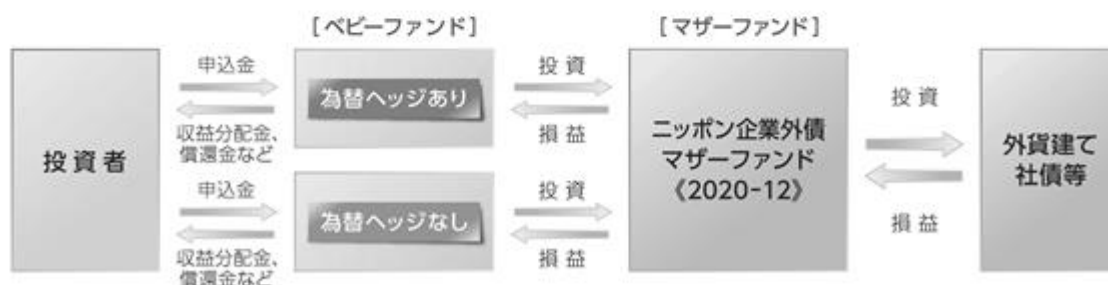 [ベビーファンド]
[マザーファンド]
投資者
申込金
収益分配金、
償還金など
為替ヘッジあり
投資
損益
申込金
収益分配金、
償還金など
為替ヘッジなし
投資
損益
ニッポン企業外債
マザーファンド
《2020-12》
投資
損益
外貨建て
社債等